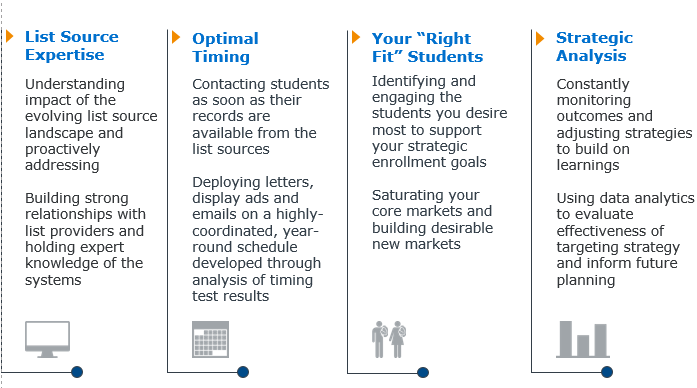 List Source
Expertise
Understanding
impact of the
evolving list source
landscape and
proactively
addressing
Building strong
relationships with
list providers and
holding expert
knowledge of the
systems
Optimal
Timing
Contacting students
as soon as their
records are
available from the
list sources
Deploying letters,
display ads and
emails on a highly-
coordinated, year-
round schedule
developed through
analysis of timing
test results
Your “Right
Fit” Students
Identifying and
engaging the
students you desire
most to support
your strategic
enrollment goals
Saturating your
core markets and
building desirable
new markets
Strategic
Analysis
Constantly
monitoring
outcomes and
adjusting strategies
to build on
learnings
Using data analytics
to evaluate
effectiveness of
targeting strategy
and inform future
planning